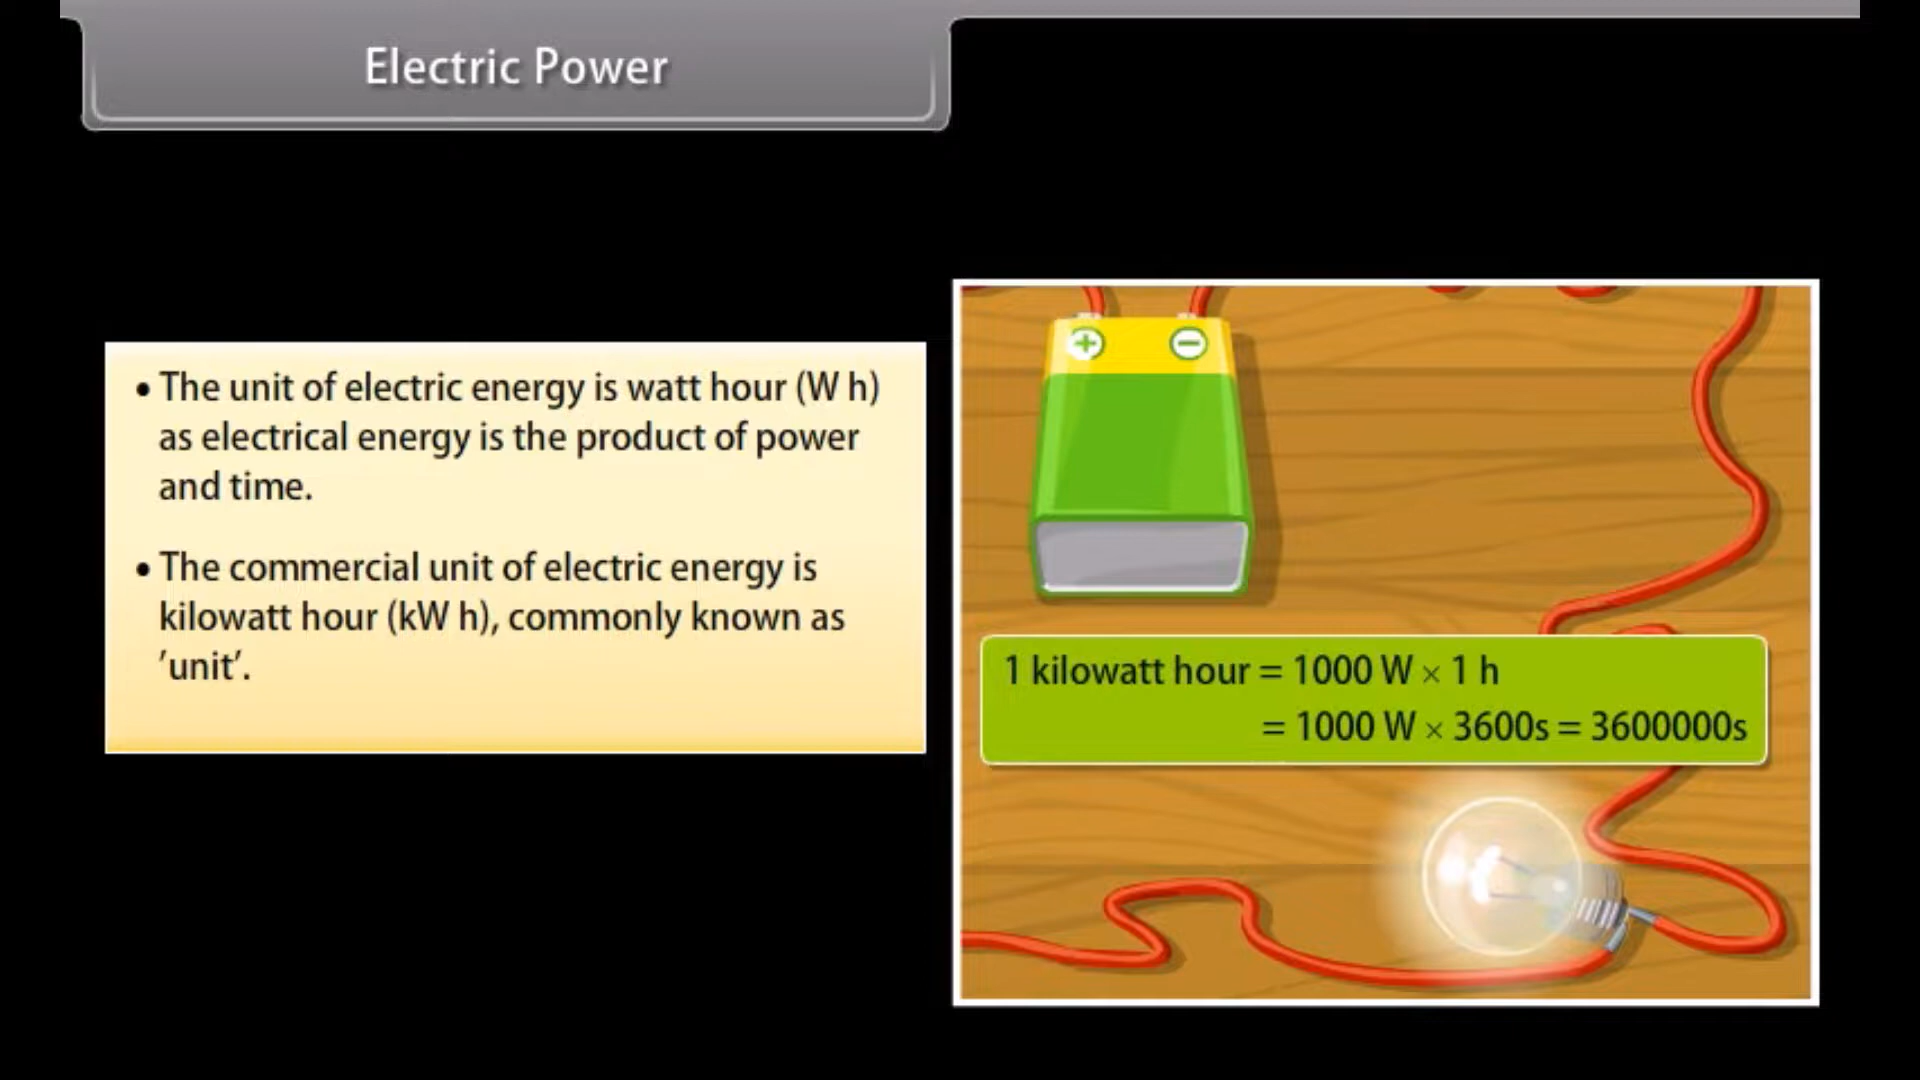 Electric Power
• The unit of electric energy is watt hour (W h)
as electrical energy is the product of power
and time.
• The commercial unit of electric energy is
kilowatt hour (kW h), commonly known as
'unit'.
+ −
1 kilowatt hour = 1000 W × 1 h
= 1000 W × 3600s = 3600000s